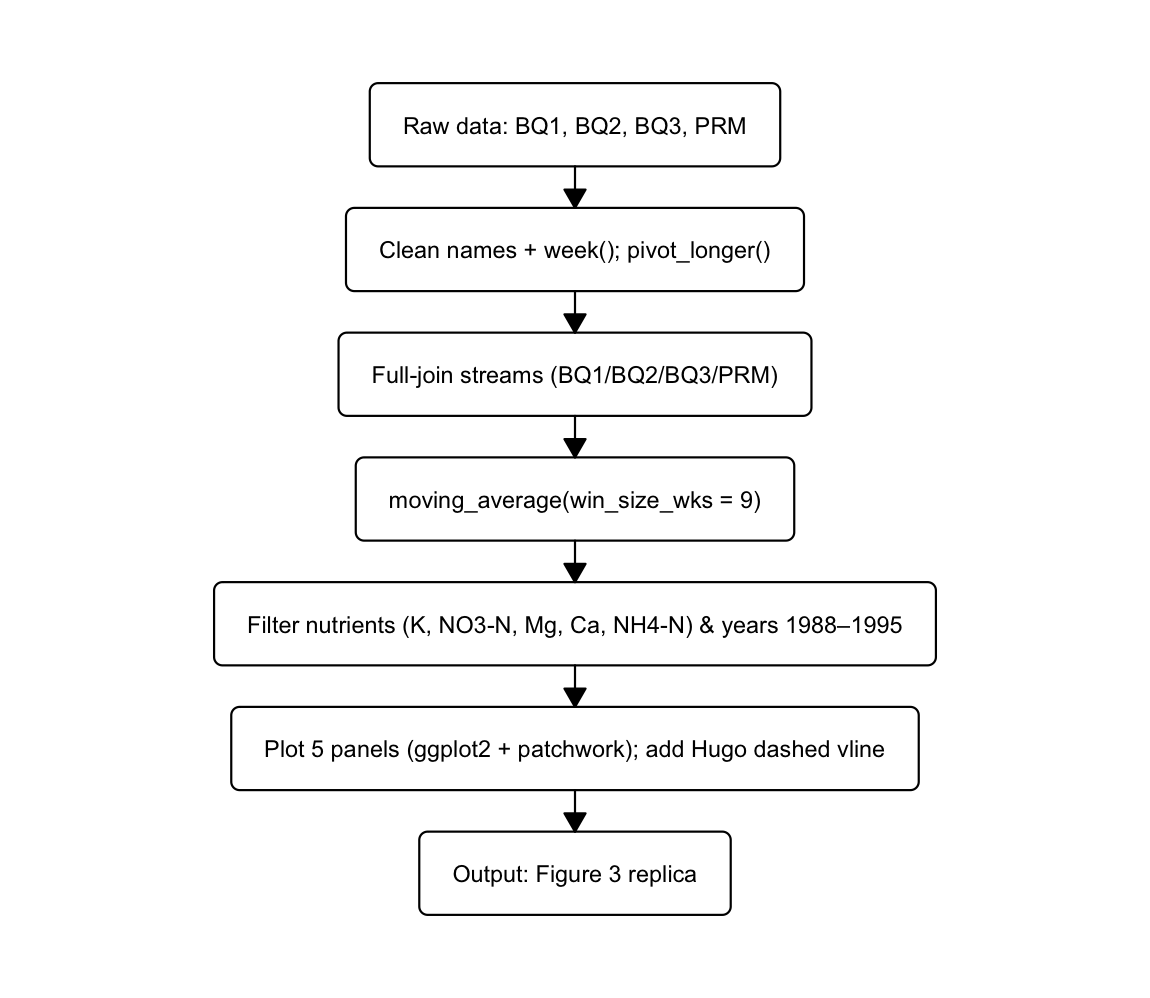 Raw data: BQ1, BQ2, BQ3, PRM
Clean names + week(); pivot_longer()
Full-join streams (BQ1/BQ2/BQ3/PRM)
moving_average(win_size_wks = 9)
Filter nutrients (K, NO3-N, Mg, Ca, NH4-N) & years 1988–1995
Plot 5 panels (ggplot2 + patchwork); add Hugo dashed vline
Output: Figure 3 replica